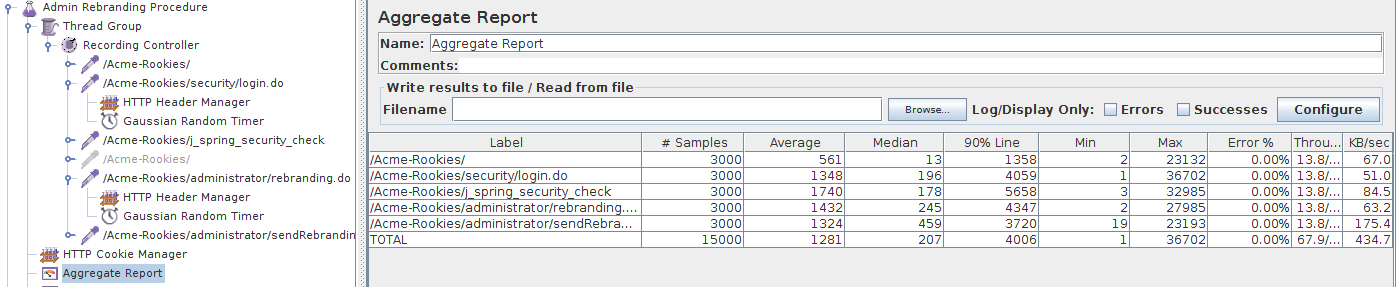 Admin Rebranding Procedure
Thread Group
Recording Controller
/Acme-Rookies/
/Acme-Rookies/security/login.do
HTTP Header Manager
Gaussian Random Timer
/Acme-Rookies/j_spring_security_check
/Acme-Rookies/
/Acme-Rookies/administrator/rebranding.do
HTTP Header Manager
Gaussian Random Timer
/Acme-Rookies/administrator/sendRebrandin
HTTP Cookie Manager
Aggregate Report
Aggregate Report
Name: Aggregate Report
Comments:
Write results to file / Read from file
Filename Browse... Log/Display Only: Errors Successes Configure
Label # Samples Average Median 90% Line Min Max Error % Throu... KB/sec
/Acme-Rookies/ 3000 561 13 1358 2 23132 0.00% 13.8/... 67.0
/Acme-Rookies/security/login.do 3000 1348 196 4059 1 36702 0.00% 13.8/... 51.0
/Acme-Rookies/j_spring_security_check 3000 1740 178 5658 3 32985 0.00% 13.8/... 84.5
/Acme-Rookies/administrator/rebranding.... 3000 1432 245 4347 2 27985 0.00% 13.8/... 63.2
/Acme-Rookies/administrator/sendRebra... 3000 1324 459 3720 19 23193 0.00% 13.8/... 175.4
TOTAL 15000 1281 207 4006 1 36702 0.00% 67.9/... 434.7